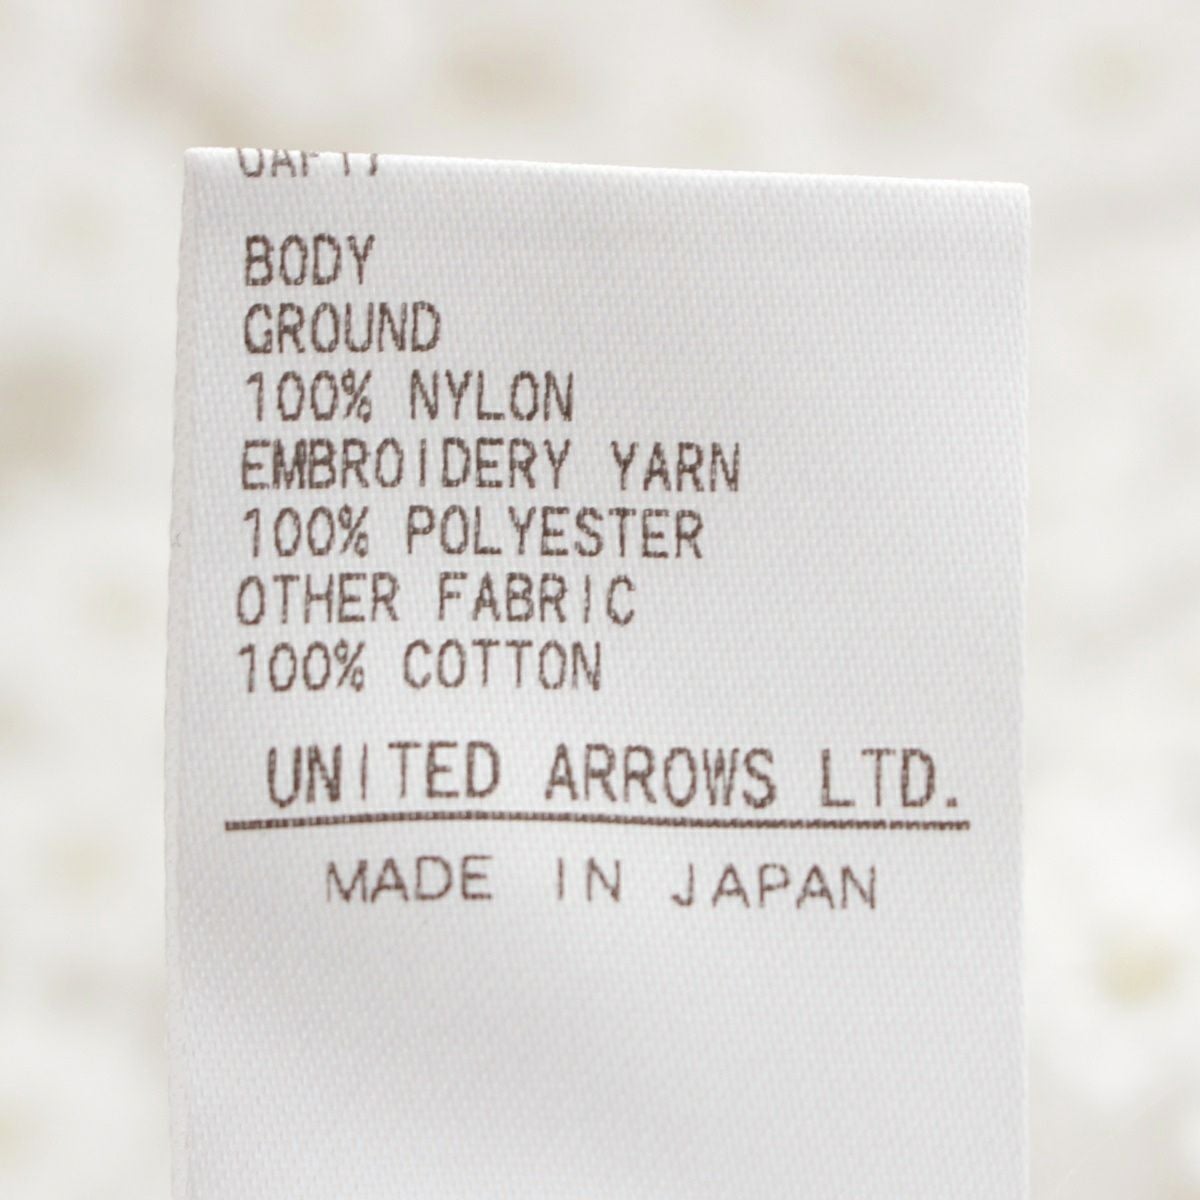 BODY
GROUND
100% NYLON
EMBROIDERY YARN
100% POLYESTER
OTHER FABRIC
100% COTTON
UNITED ARROWS LTD.
MADE IN JAPAN